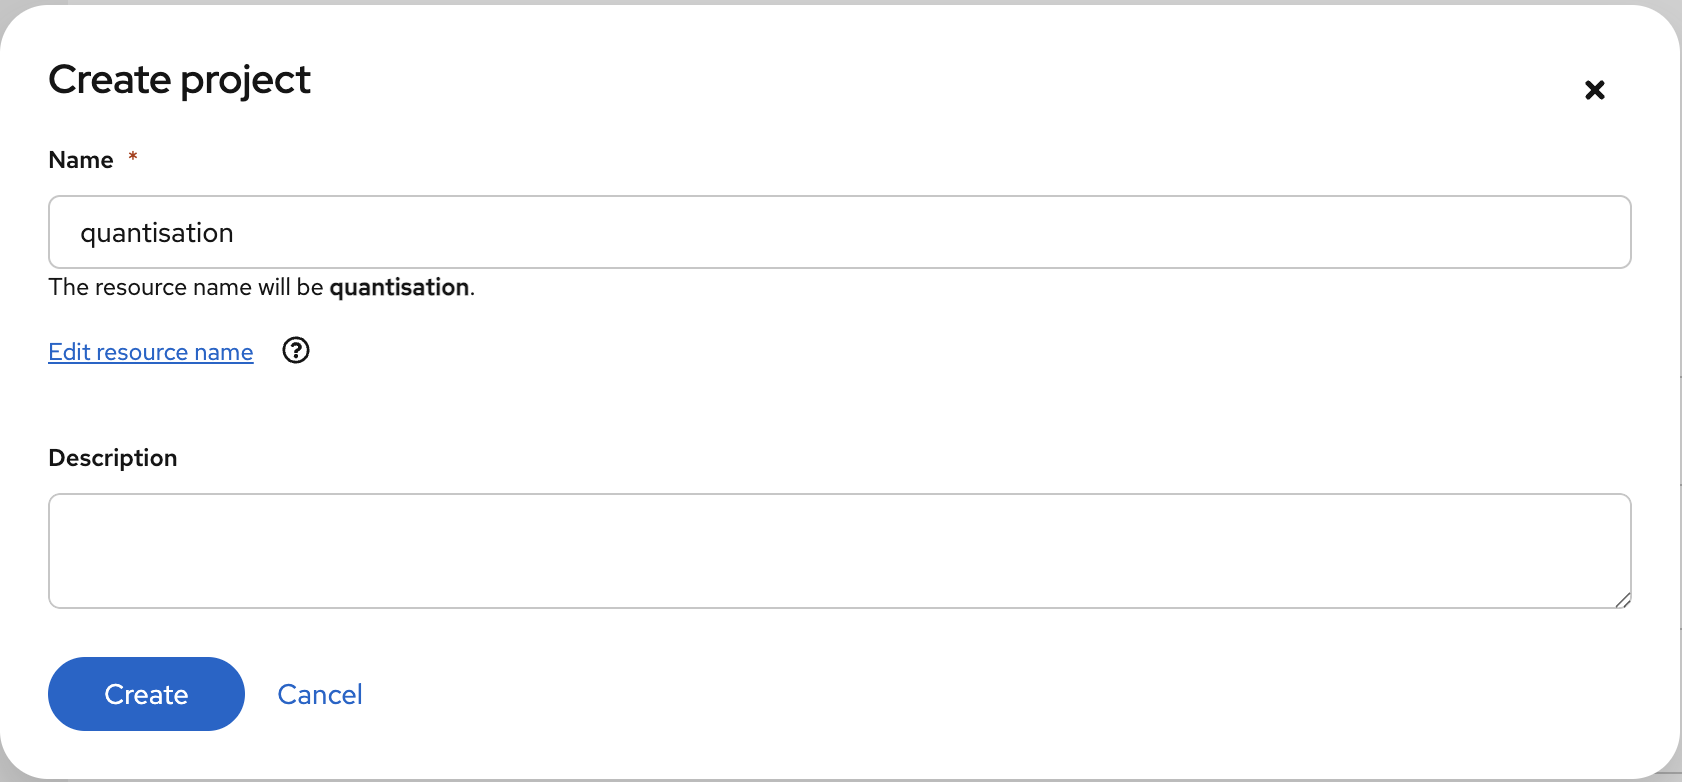 Create project
Name *
quantisation
The resource name will be quantisation.
Edit resource name
Description
Create Cancel